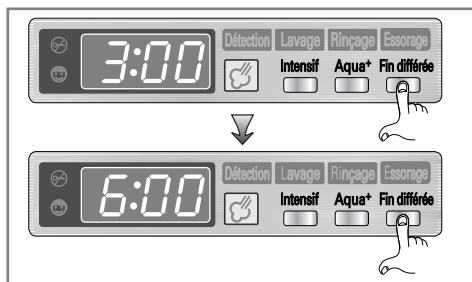 3:00 Détection Lavage Rinçage Essorage
Intensif Aqua+ Fin différée
6:00 Détection Lavage Rinçage Essorage
Intensif Aqua+ Fin différée